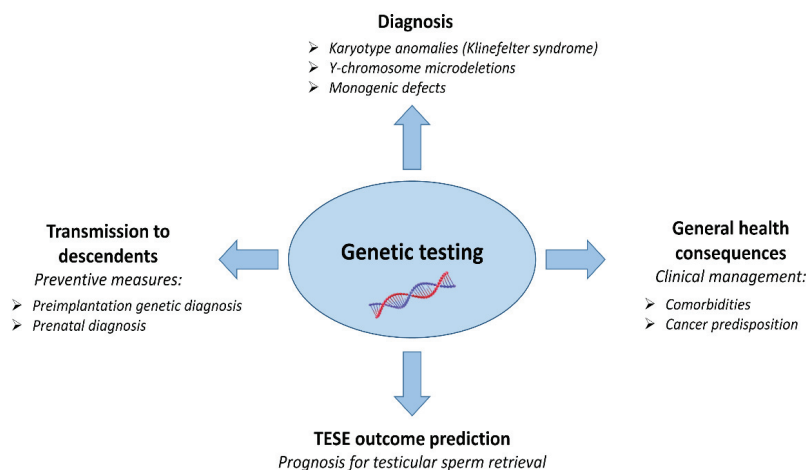 Diagnosis
➢ Karyotype anomalies (Klinefelter syndrome)
➢ Y-chromosome microdeletions
➢ Monogenic defects
Transmission to
descendents
Preventive measures:
➢ Preimplantation genetic diagnosis
➢ Prenatal diagnosis
Genetic testing
General health
consequences
Clinical management:
➢ Comorbidities
➢ Cancer predisposition
TESE outcome prediction
Prognosis for testicular sperm retrieval